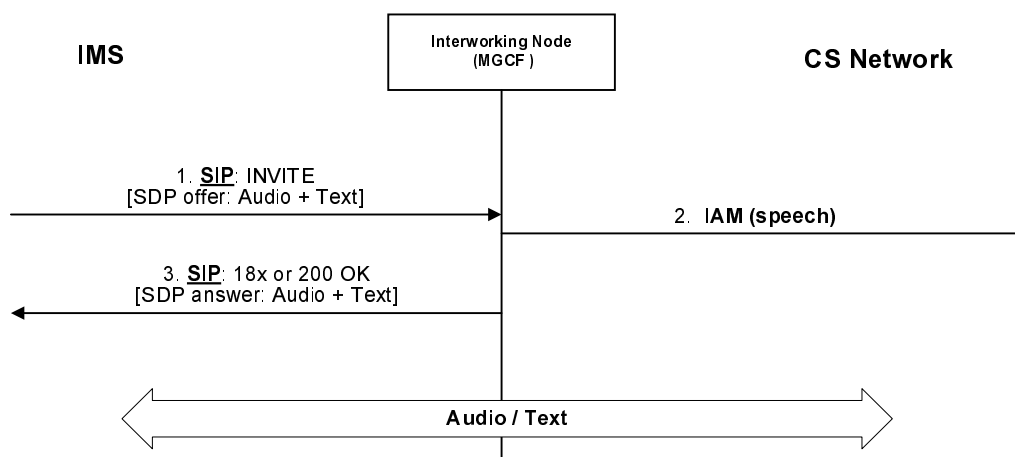 IMS
Interworking Node
(MGCF )
CS Network
1. SIP: INVITE
[SDP offer: Audio + Text]
2. IAM (speech)
3. SIP: 18x or 200 OK
[SDP answer: Audio + Text]
Audio / Text